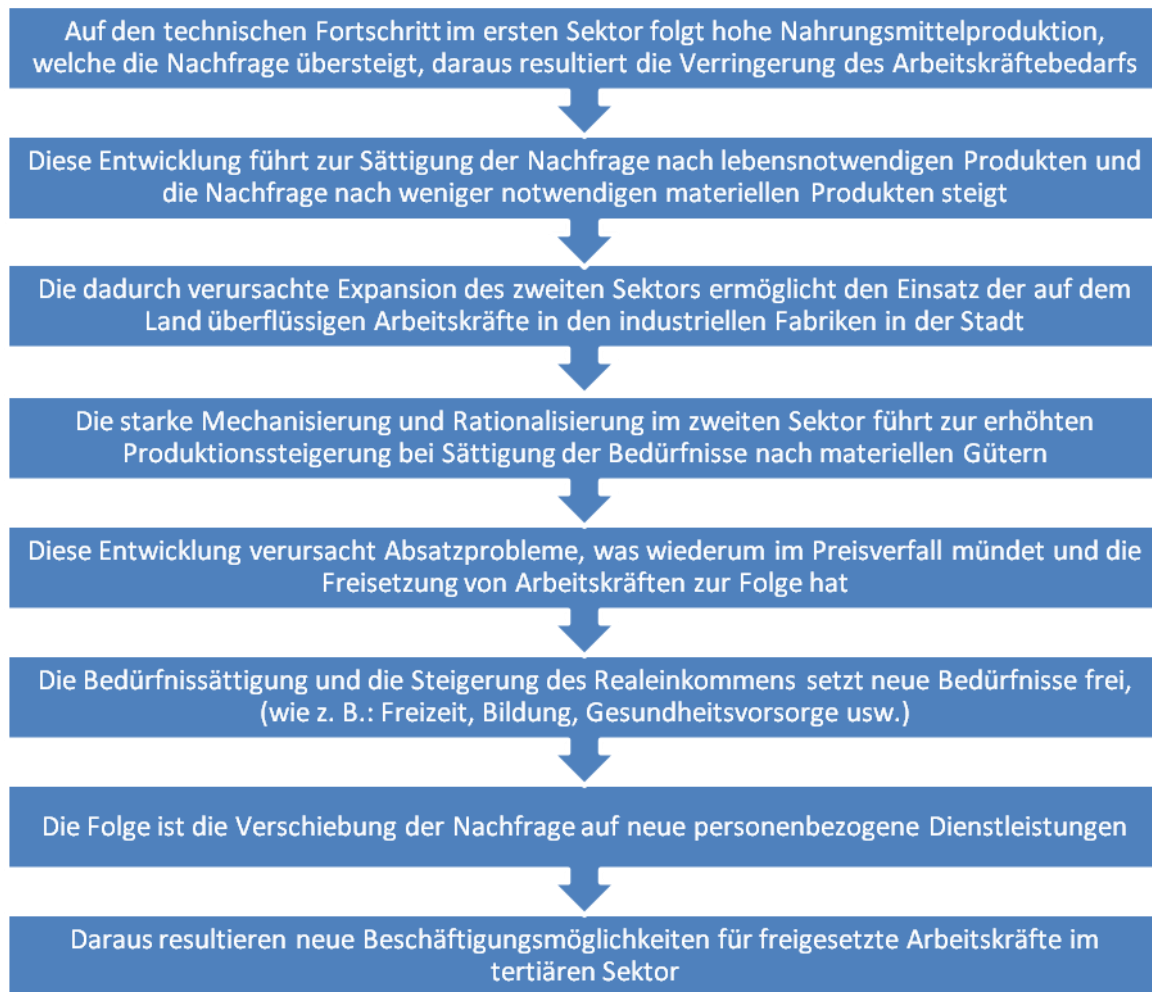 Auf den technischen Fortschritt im ersten Sektor folgt hohe Nahrungsmittelproduktion,
welche die Nachfrage übersteigt, daraus resultiert die Verringerung des Arbeitskräftebedarfs
Diese Entwicklung führt zur Sättigung der Nachfrage nach lebensnotwendigen Produkten und
die Nachfrage nach weniger notwendigen materiellen Produkten steigt
Die dadurch verursachte Expansion des zweiten Sektors ermöglicht den Einsatz der auf dem
Land überflüssigen Arbeitskräfte in den industriellen Fabriken in der Stadt
Die starke Mechanisierung und Rationalisierung im zweiten Sektor führt zur erhöhten
Produktionssteigerung bei Sättigung der Bedürfnisse nach materiellen Gütern
Diese Entwicklung verursacht Absatzprobleme, was wiederum im Preisverfall mündet und die
Freisetzung von Arbeitskräften zur Folge hat
Die Bedürfnissättigung und die Steigerung des Realeinkommens setzt neue Bedürfnisse frei,
(wie z. B.: Freizeit, Bildung, Gesundheitsvorsorge usw.)
Die Folge ist die Verschiebung der Nachfrage auf neue personenbezogene Dienstleistungen
Daraus resultieren neue Beschäftigungsmöglichkeiten für freigesetzte Arbeitskräfte im
tertiären Sektor